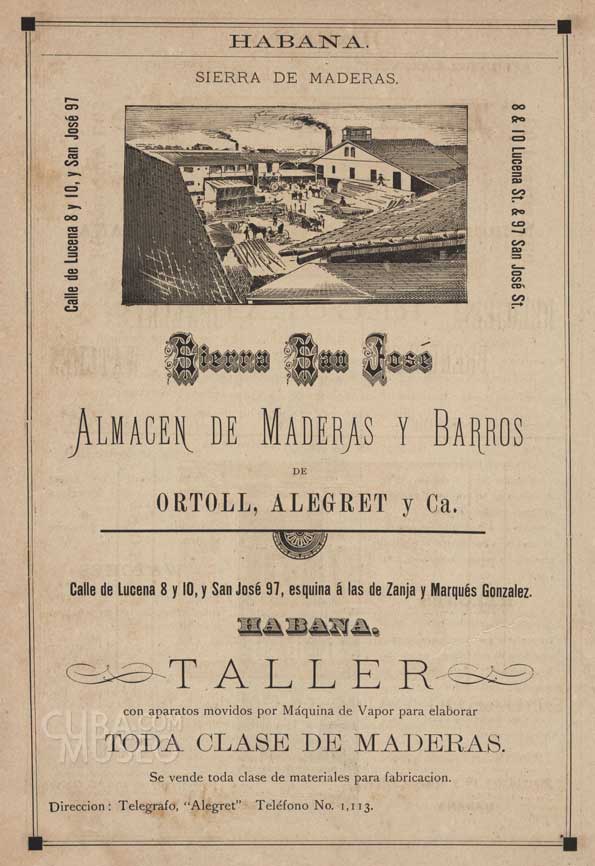 HABANA.
SIERRA DE MADERAS.
Calle de Lucena 8 y 10, y San José 97
8 & 10 Lucena St. & 97 San José St.
Sierra San José
ALMACEN DE MADERAS Y BARROS
DE
ORTOLL, ALEGRET y Ca.
Calle de Lucena 8 y 10, y San José 97, esquina á las de Zanja y Marqués Gonzalez.
HABANA.
TALLER
con aparatos movidos por Máquina de Vapor para elaborar
TODA CLASE DE MADERAS.
Se vende toda clase de materiales para fabricacion.
Direccion: Telegrafo, "Alegret" Teléfono No. 1,113.
CUBA.COM
MUSEO